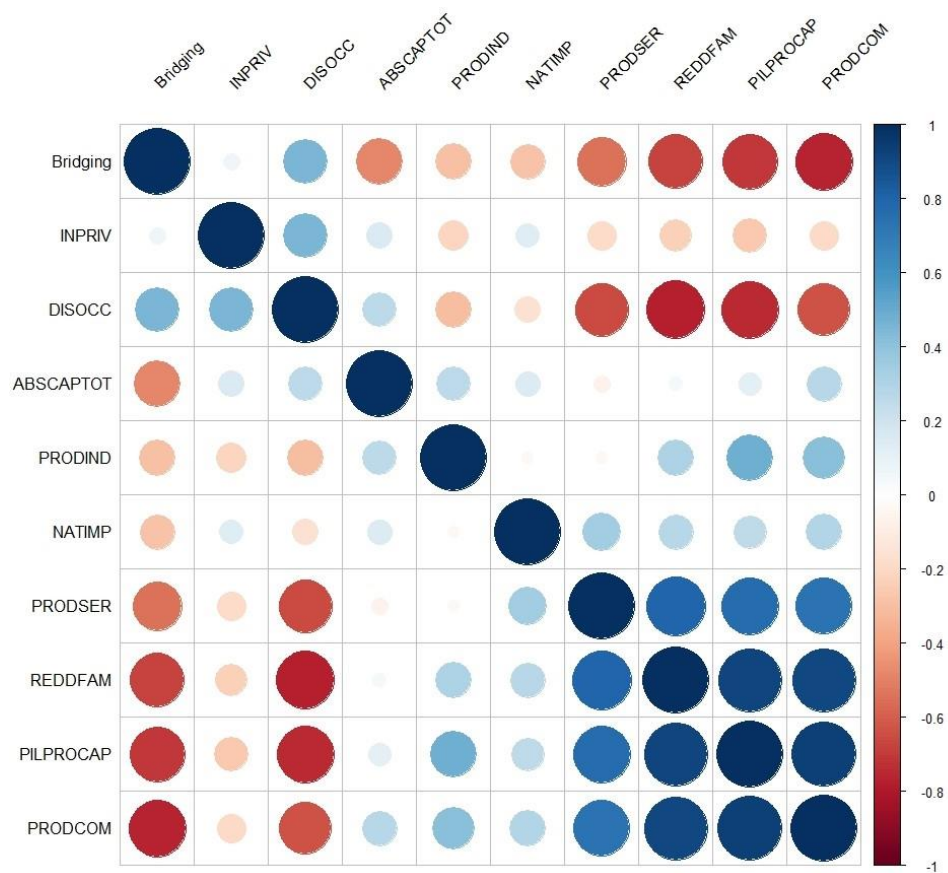 Bridging
INPRIV
DISOCC
ABSCAPTOT
PRODIND
NATIMP
PRODSER
REDDFAM
PILPROCAP
PRODCOM
Bridging
INPRIV
DISOCC
ABSCAPTOT
PRODIND
NATIMP
PRODSER
REDDFAM
PILPROCAP
PRODCOM
1
0.8
0.6
0.4
0.2
0
-0.2
-0.4
-0.6
-0.8
-1